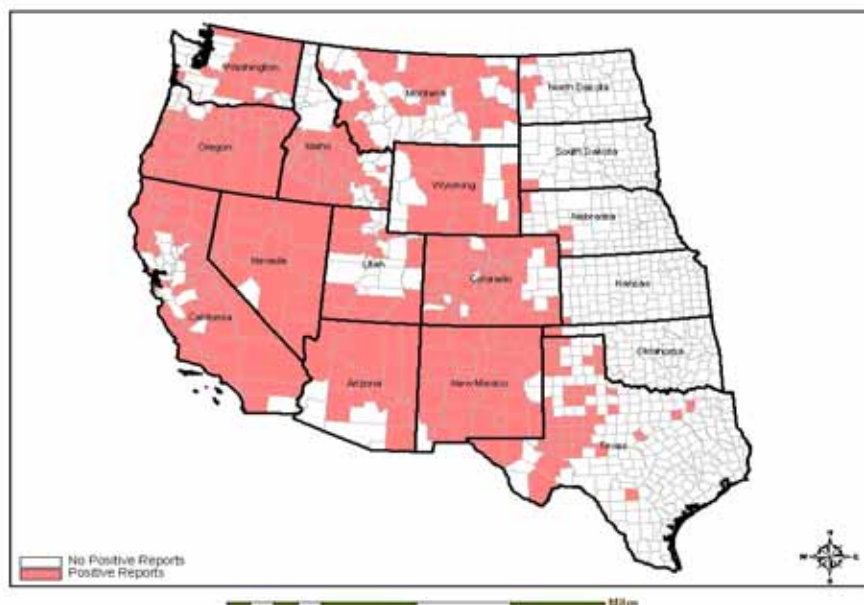 Washington
Montana
North Dakota
Oregon
Idaho
South Dakota
Wyoming
Nebraska
Nevada
Utah
Colorado
Kansas
California
Oklahoma
Arizona
New Mexico
Texas
No Positive Reports
Positive Reports
N
W E
S
Miles